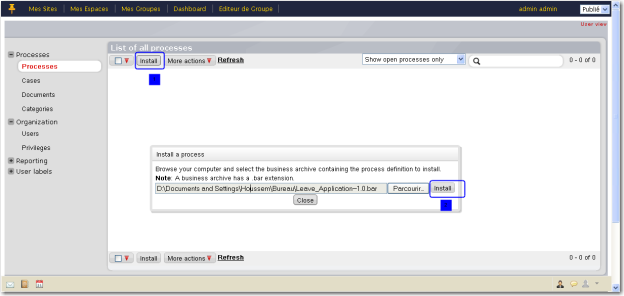 Mes Sites | Mes Espaces | Mes Groupes | Dashboard | Editeur de Groupe admin admin Publié
User view
Processes
Processes
Cases
Documents
Categories
Organization
Users
Privileges
Reporting
User labels
List of all processes
Install More actions Refresh Show open processes only 0 - 0 of 0
Install a process
Browse your computer and select the business archive containing the process definition to install.
Note: A business archive has a .bar extension.
D:\Documents and Settings\Houssem\Bureau\Leave_Application--1.0.bar Parcourir... Install
Close
Install More actions Refresh 0 - 0 of 0